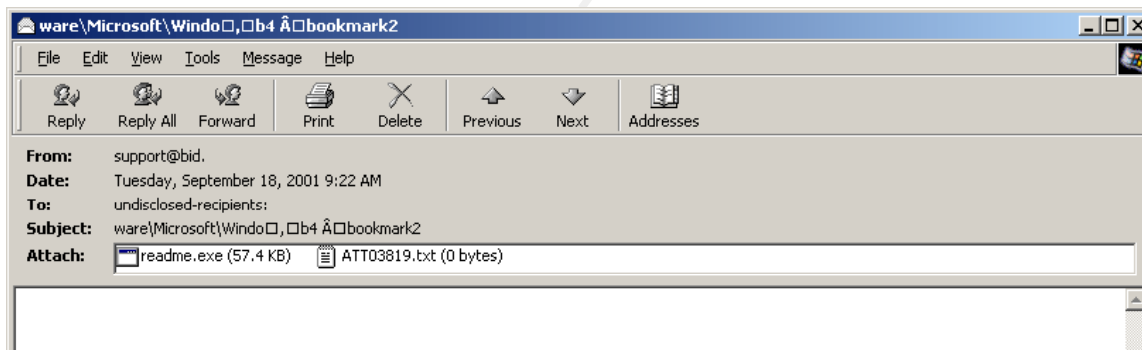 ware\Microsoft\Windo□,□b4 Â□bookmark2
File Edit View Tools Message Help
Reply Reply All Forward Print Delete Previous Next Addresses
From: support@bid.
Date: Tuesday, September 18, 2001 9:22 AM
To: undisclosed-recipients:
Subject: ware\Microsoft\Windo□,□b4 Â□bookmark2
Attach: readme.exe (57.4 KB) ATT03819.txt (0 bytes)